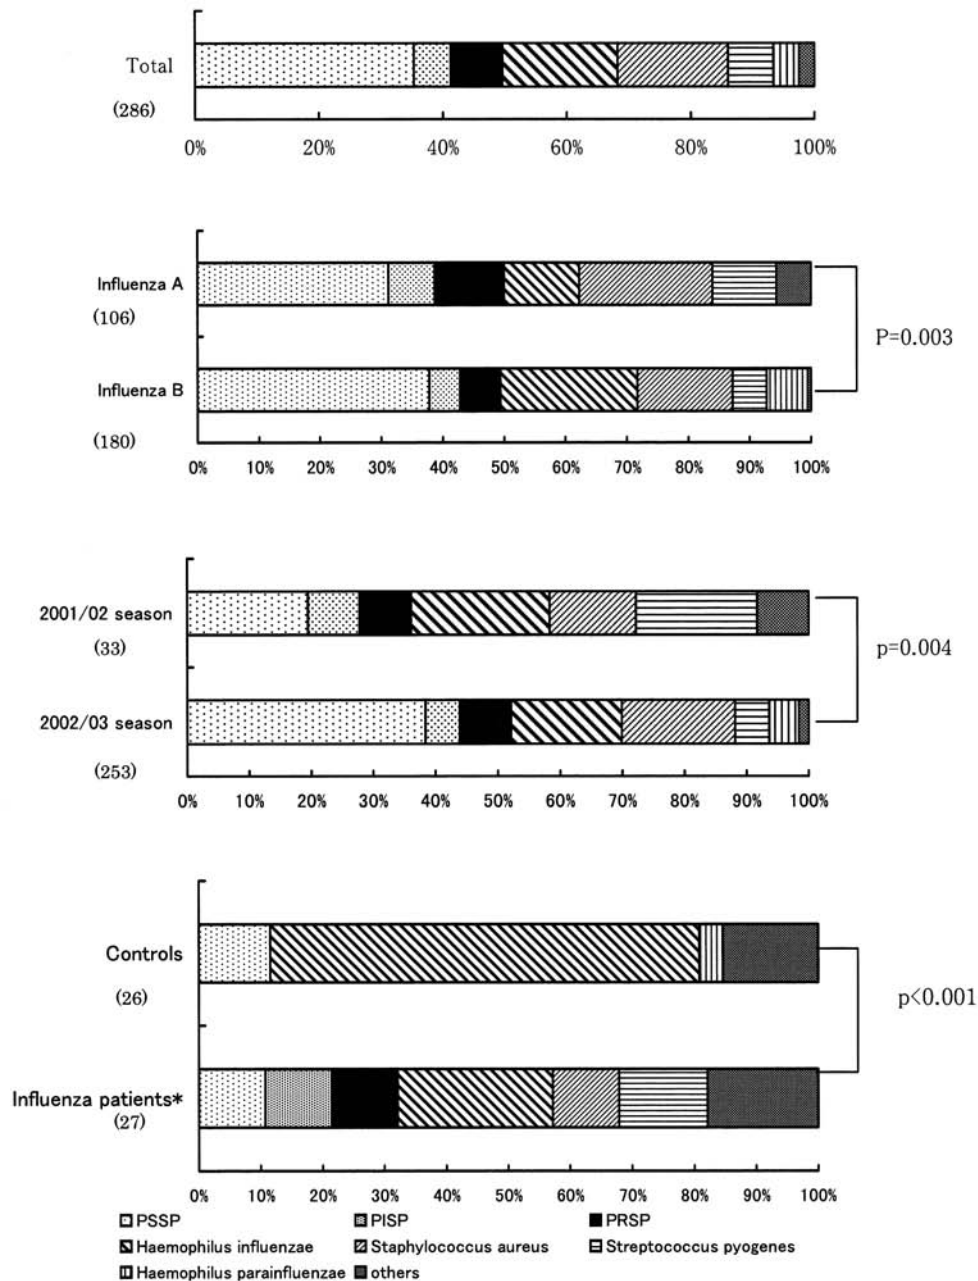 Total
(286)
0% 20% 40% 60% 80% 100%
Influenza A
(106)
P=0.003
Influenza B
(180)
0% 10% 20% 30% 40% 50% 60% 70% 80% 90% 100%
2001/02 season
(33)
p=0.004
2002/03 season
(253)
0% 10% 20% 30% 40% 50% 60% 70% 80% 90% 100%
Controls
(26)
p<0.001
Influenza patients*
(27)
0% 10% 20% 30% 40% 50% 60% 70% 80% 90% 100%
PSSP PISP PRSP
Haemophilus influenzae Staphylococcus aureus Streptococcus pyogenes
Haemophilus parainfluenzae others